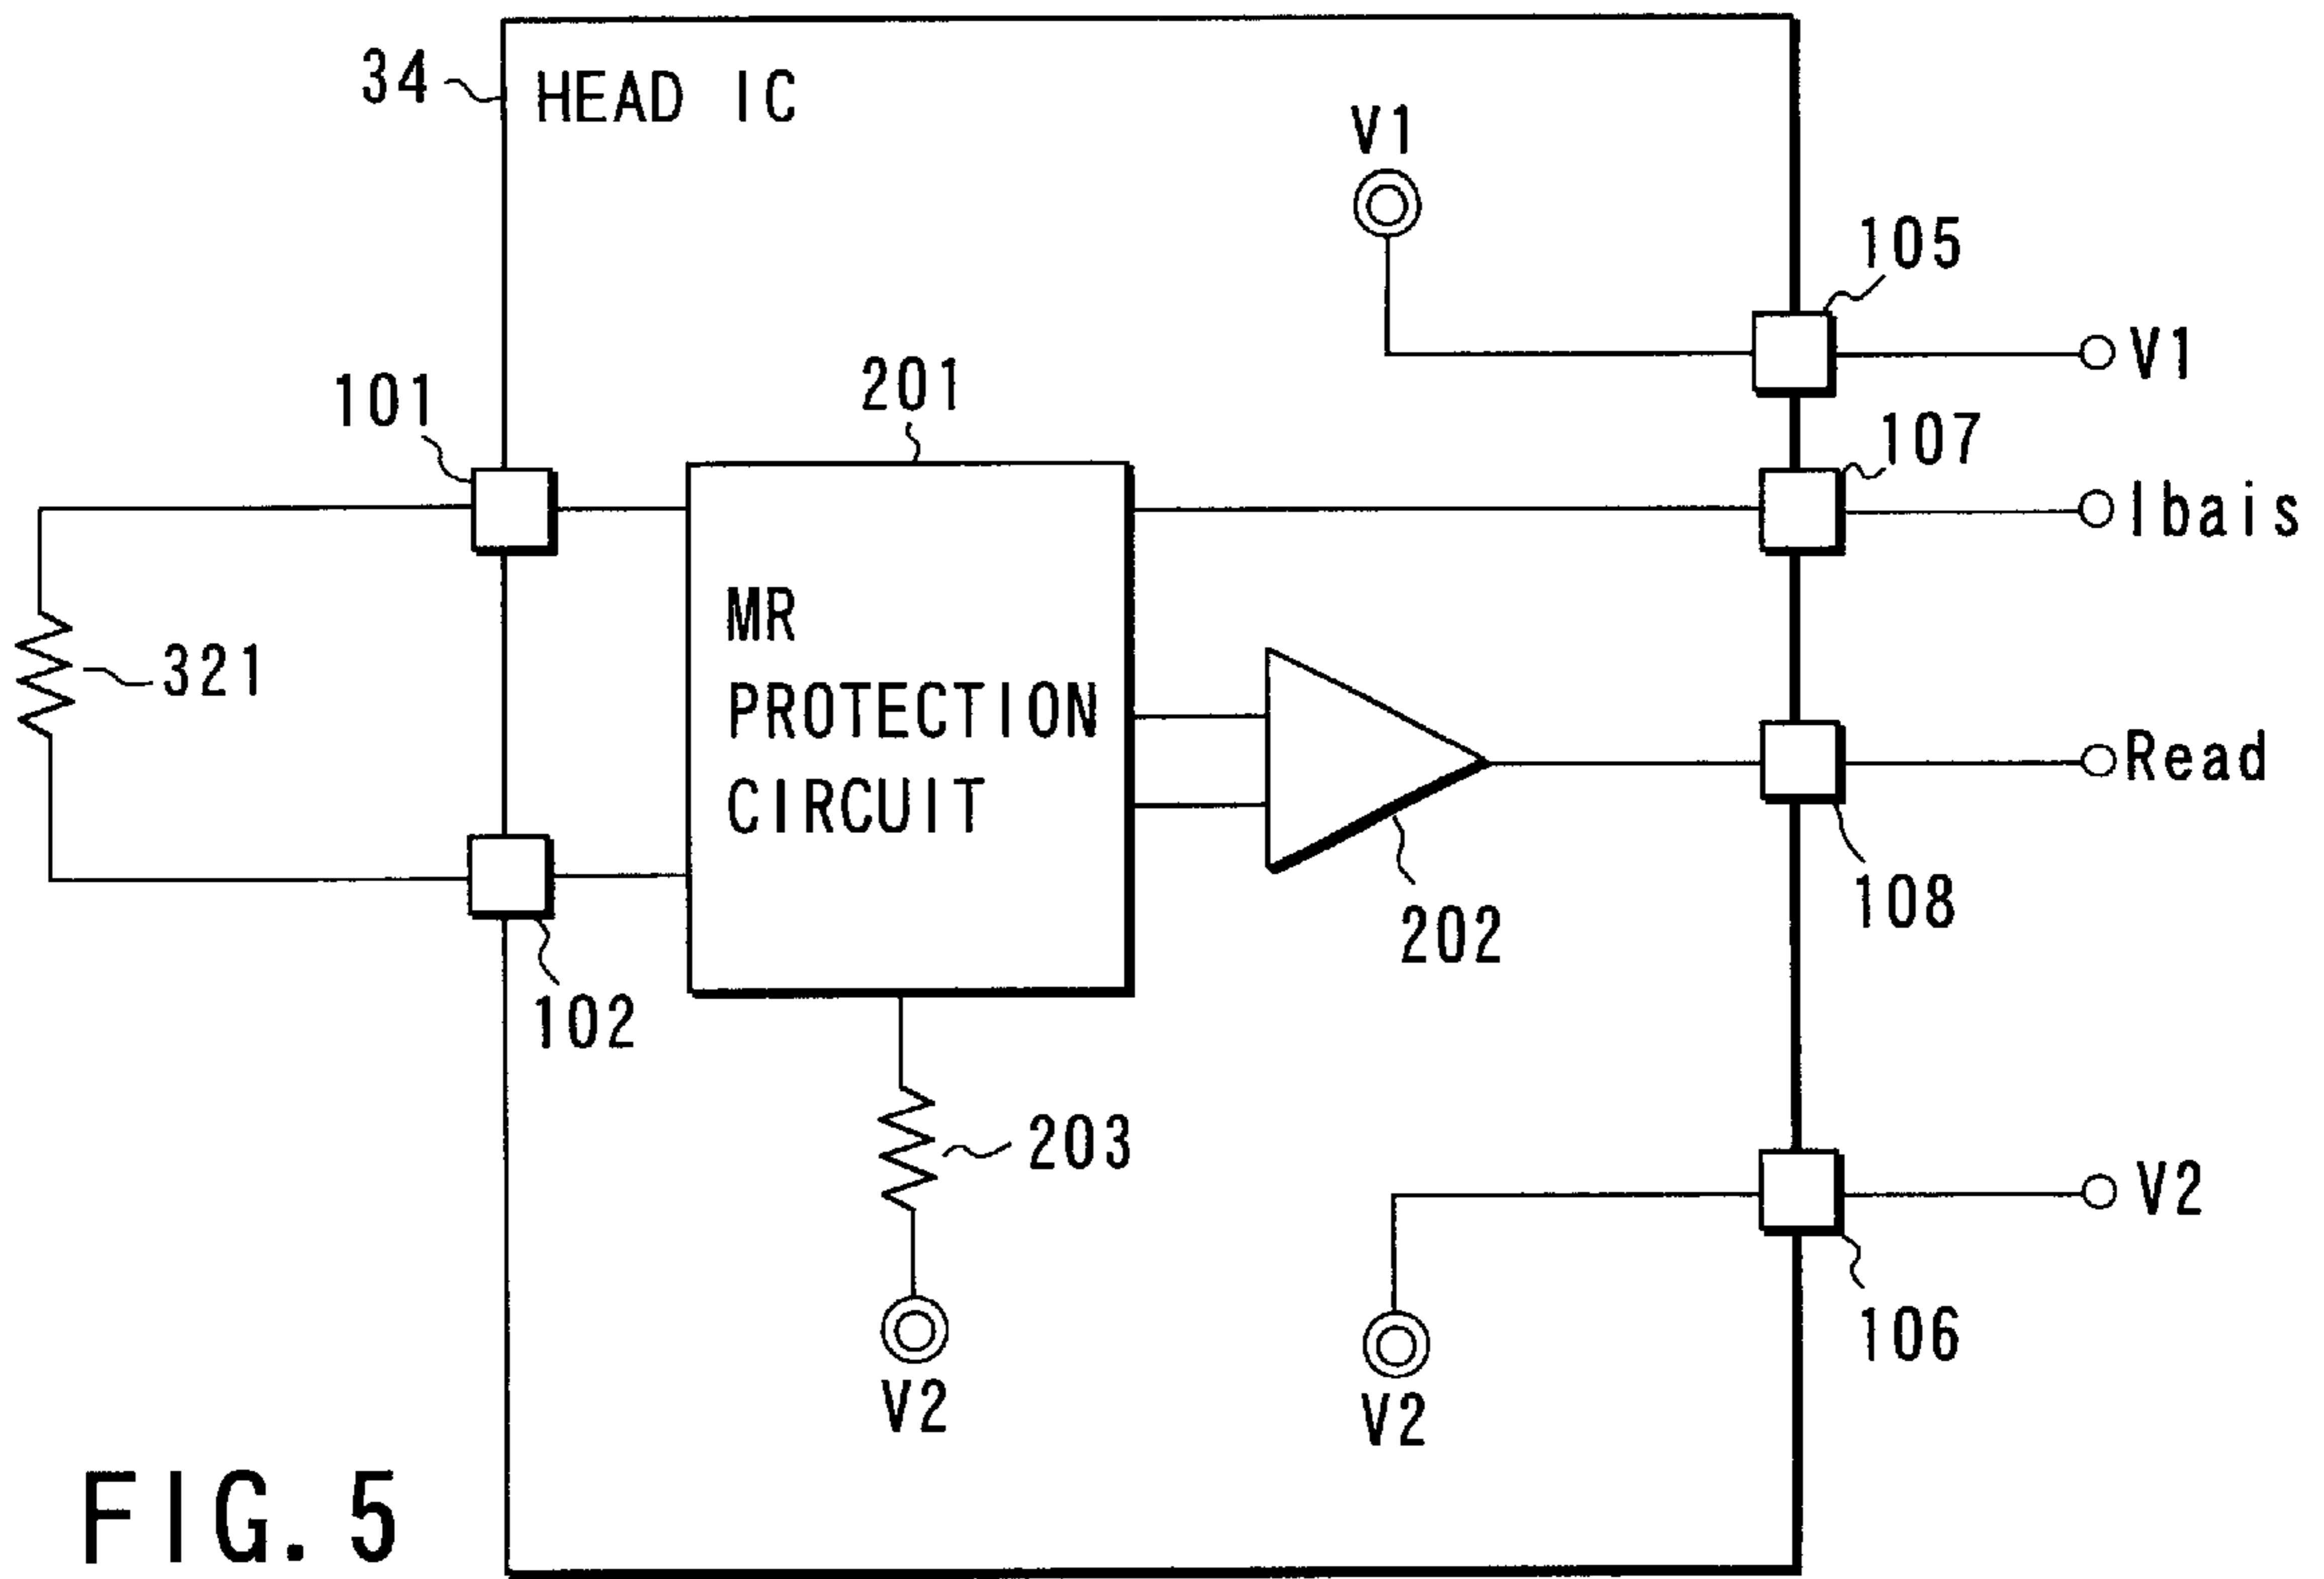 34
HEAD IC
V1
105
V1
101
201
107
Ibais
321
MR
PROTECTION
CIRCUIT
Read
202
108
102
203
V2
106
V2
V2
FIG. 5